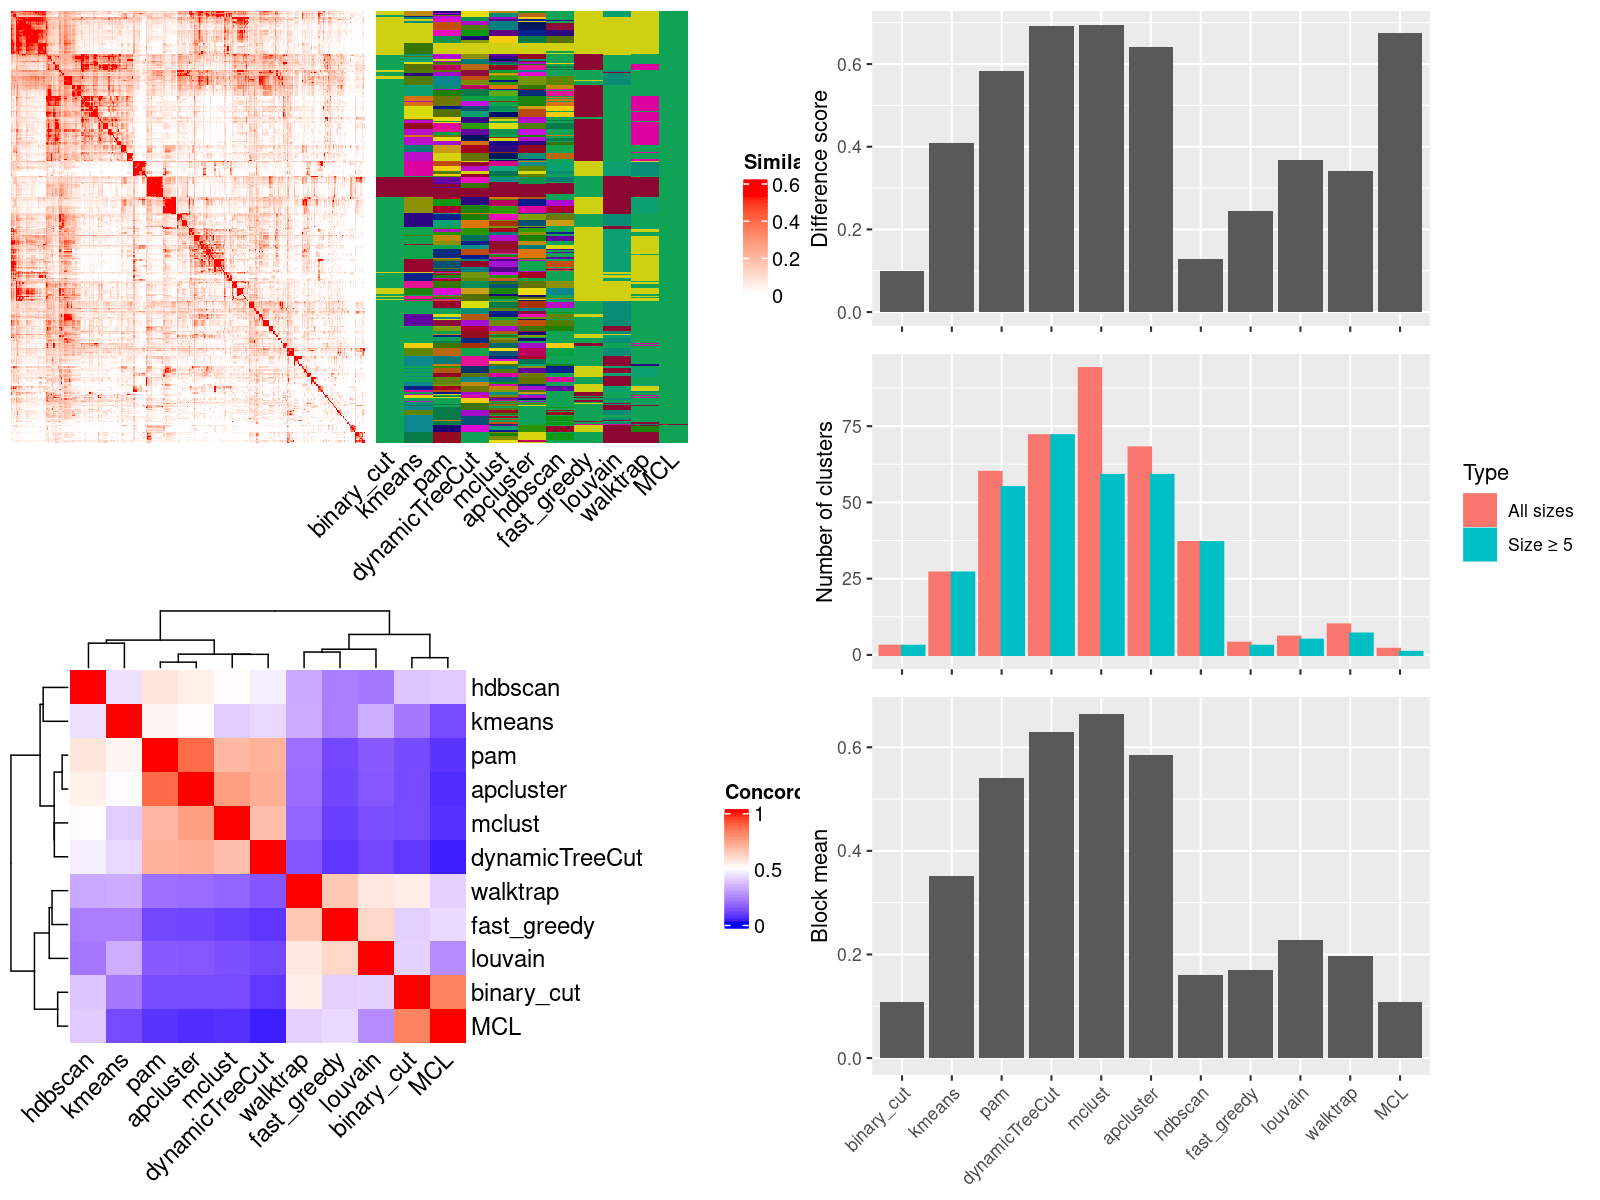 Simila
0.6
0.4
0.2
0
binary_cut
kmeans
pam
dynamicTreeCut
mclust
apcluster
hdbscan
fast_greedy
louvain
walktrap
MCL
Difference score
0.6
0.4
0.2
0.0
Number of clusters
75
50
25
0
Type
All sizes
Size ≥ 5
hdbscan
kmeans
pam
apcluster
mclust
dynamicTreeCut
walktrap
fast_greedy
louvain
binary_cut
MCL
hdbscan
kmeans
pam
apcluster
mclust
dynamicTreeCut
walktrap
fast_greedy
louvain
binary_cut
MCL
Concord
1
0.5
0
Block mean
0.6
0.4
0.2
0.0
binary_cut
kmeans
pam
dynamicTreeCut
mclust
apcluster
hdbscan
fast_greedy
louvain
walktrap
MCL